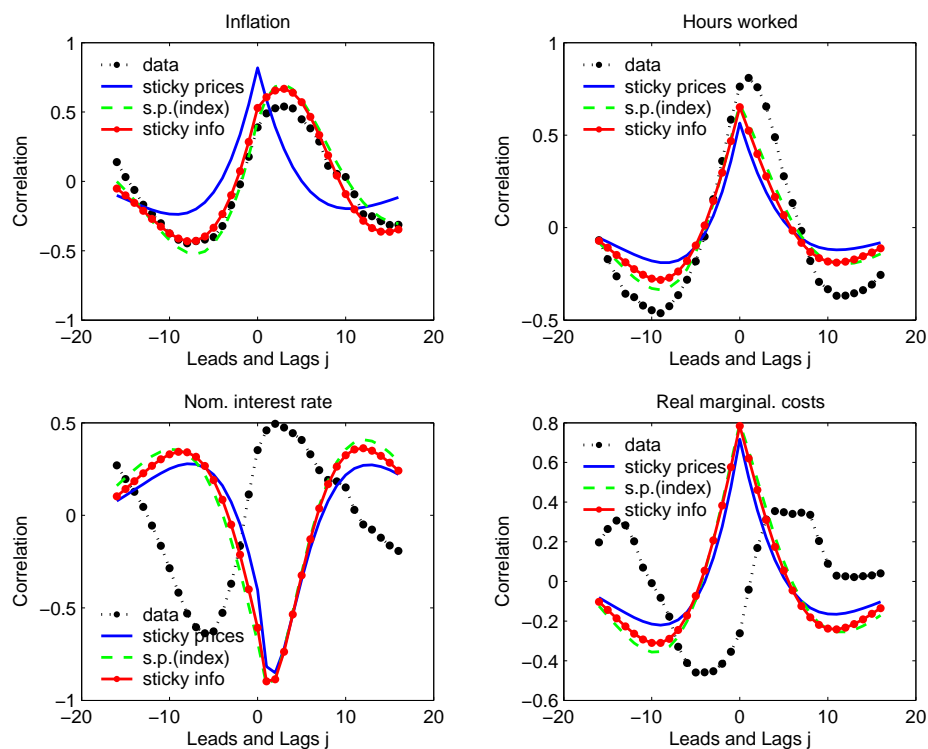 Inflation
1
0.5
0
−0.5
−1
−20
−10
0
10
20
Correlation
Leads and Lags j
data
sticky prices
s.p.(index)
sticky info
Hours worked
1
0.5
0
−0.5
−20
−10
0
10
20
Correlation
Leads and Lags j
data
sticky prices
s.p.(index)
sticky info
Nom. interest rate
0.5
0
−0.5
−1
−20
−10
0
10
20
Correlation
Leads and Lags j
data
sticky prices
s.p.(index)
sticky info
Real marginal. costs
0.8
0.6
0.4
0.2
0
−0.2
−0.4
−0.6
−20
−10
0
10
20
Correlation
Leads and Lags j
data
sticky prices
s.p.(index)
sticky info